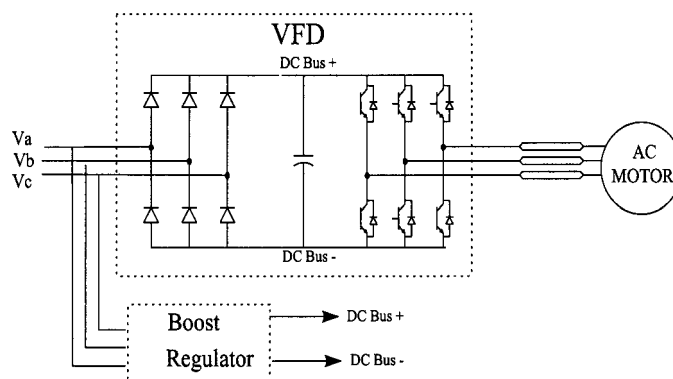 VFD
DC Bus +
Va
Vb
Vc
AC
MOTOR
DC Bus -
Boost
Regulator
DC Bus +
DC Bus -